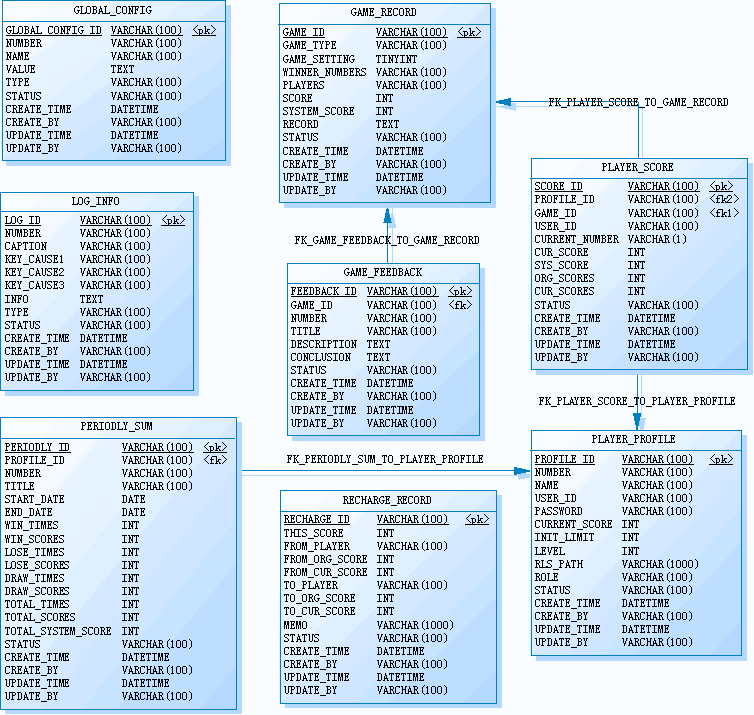 GLOBAL_CONFIG
GLOBAL_CONFIG_ID VARCHAR(100) <pk>
NUMBER VARCHAR(100)
NAME VARCHAR(100)
VALUE TEXT
TYPE VARCHAR(100)
STATUS VARCHAR(100)
CREATE_TIME DATETIME
CREATE_BY VARCHAR(100)
UPDATE_TIME DATETIME
UPDATE_BY VARCHAR(100)
GAME_RECORD
GAME_ID VARCHAR(100) <pk>
GAME_TYPE VARCHAR(100)
GAME_SETTING TINYINT
WINNER_NUMBERS VARCHAR(100)
PLAYERS VARCHAR(100)
SCORE INT
SYSTEM_SCORE INT
RECORD TEXT
STATUS VARCHAR(100)
CREATE_TIME DATETIME
CREATE_BY VARCHAR(100)
UPDATE_TIME DATETIME
UPDATE_BY VARCHAR(100)
FK_PLAYER_SCORE_TO_GAME_RECORD
PLAYER_SCORE
SCORE_ID VARCHAR(100) <pk>
PROFILE_ID VARCHAR(100) <fk2>
GAME_ID VARCHAR(100) <fk1>
USER_ID VARCHAR(100)
CURRENT_NUMBER VARCHAR(1)
CUR_SCORE INT
SYS_SCORE INT
ORG_SCORES INT
CUR_SCORES INT
STATUS VARCHAR(100)
CREATE_TIME DATETIME
CREATE_BY VARCHAR(100)
UPDATE_TIME DATETIME
UPDATE_BY VARCHAR(100)
LOG_INFO
LOG_ID VARCHAR(100) <pk>
NUMBER VARCHAR(100)
CAPTION VARCHAR(100)
KEY_CAUSE1 VARCHAR(100)
KEY_CAUSE2 VARCHAR(100)
KEY_CAUSE3 VARCHAR(100)
INFO TEXT
TYPE VARCHAR(100)
STATUS VARCHAR(100)
CREATE_TIME DATETIME
CREATE_BY VARCHAR(100)
UPDATE_TIME DATETIME
UPDATE_BY VARCHAR(100)
FK_GAME_FEEDBACK_TO_GAME_RECORD
GAME_FEEDBACK
FEEDBACK_ID VARCHAR(100) <pk>
GAME_ID VARCHAR(100) <fk>
NUMBER VARCHAR(100)
TITLE VARCHAR(100)
DESCRIPTION TEXT
CONCLUSION TEXT
STATUS VARCHAR(100)
CREATE_TIME DATETIME
CREATE_BY VARCHAR(100)
UPDATE_TIME DATETIME
UPDATE_BY VARCHAR(100)
FK_PLAYER_SCORE_TO_PLAYER_PROFILE
PERIODLY_SUM
PERIODLY_ID VARCHAR(100) <pk>
PROFILE_ID VARCHAR(100) <fk>
NUMBER VARCHAR(100)
TITLE VARCHAR(100)
START_DATE DATE
END_DATE DATE
WIN_TIMES INT
WIN_SCORES INT
LOSE_TIMES INT
LOSE_SCORES INT
DRAW_TIMES INT
DRAW_SCORES INT
TOTAL_TIMES INT
TOTAL_SCORES INT
TOTAL_SYSTEM_SCORE INT
STATUS VARCHAR(100)
CREATE_TIME DATETIME
CREATE_BY VARCHAR(100)
UPDATE_TIME DATETIME
UPDATE_BY VARCHAR(100)
FK_PERIODLY_SUM_TO_PLAYER_PROFILE
RECHARGE_RECORD
RECHARGE_ID VARCHAR(100) <pk>
THIS_SCORE INT
FROM_PLAYER VARCHAR(100)
FROM_ORG_SCORE INT
FROM_CUR_SCORE INT
TO_PLAYER VARCHAR(100)
TO_ORG_SCORE INT
TO_CUR_SCORE INT
MEMO VARCHAR(1000)
STATUS VARCHAR(100)
CREATE_TIME DATETIME
CREATE_BY VARCHAR(100)
UPDATE_TIME DATETIME
UPDATE_BY VARCHAR(100)
PLAYER_PROFILE
PROFILE_ID VARCHAR(100) <pk>
NUMBER VARCHAR(100)
NAME VARCHAR(100)
USER_ID VARCHAR(100)
PASSWORD VARCHAR(100)
CURRENT_SCORE INT
INIT_LIMIT INT
LEVEL INT
RLS_PATH VARCHAR(1000)
ROLE VARCHAR(100)
STATUS VARCHAR(100)
CREATE_TIME DATETIME
CREATE_BY VARCHAR(100)
UPDATE_TIME DATETIME
UPDATE_BY VARCHAR(100)